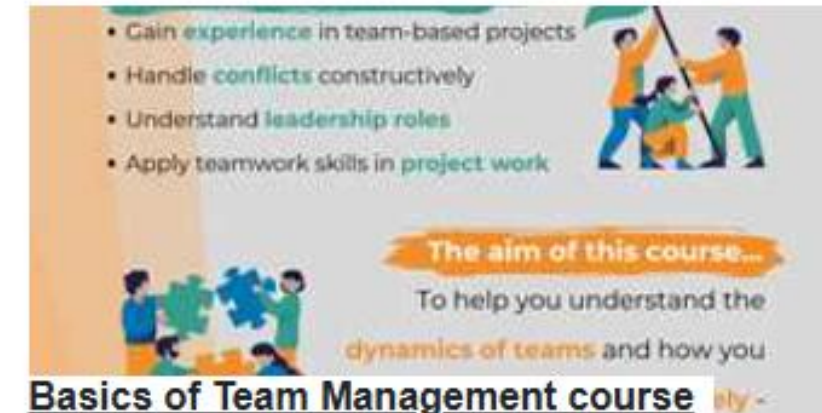 • Gain experience in team-based projects
• Handle conflicts constructively
• Understand leadership roles
• Apply teamwork skills in project work
The aim of this course...
To help you understand the
dynamics of teams and how you
Basics of Team Management course
ely -